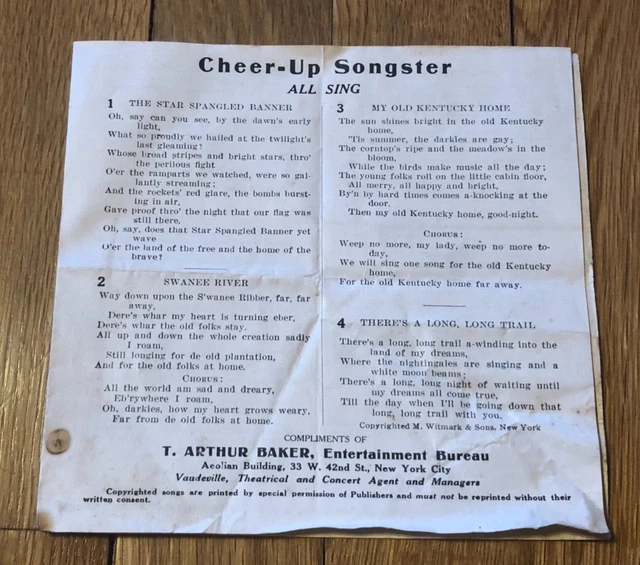 Cheer-Up Songster
ALL SING
1 THE STAR SPANGLED BANNER
Oh, say can you see, by the dawn's early
light,
What so proudly we hailed at the twilight's
last gleaming?
Whose broad stripes and bright stars, thro'
the perilous fight
O'er the ramparts we watched, were so gal-
lantly streaming;
And the rockets' red glare, the bombs burst-
ing in air,
Gave proof thro' the night that our flag was
still there.
Oh, say, does that Star Spangled Banner yet
wave
O'er the land of the free and the home of the
brave?
2 SWANEE RIVER
Way down upon the S'wanee Ribber, far, far
away,
Dere's whar my heart is turning eber,
Dere's whar the old folks stay.
All up and down the whole creation sadly
I roam,
Still longing for de old plantation,
And for the old folks at home.
CHORUS:
All the world am sad and dreary,
Eb'rywhere I roam,
Oh, darkies, how my heart grows weary,
Far from de old folks at home.
3 MY OLD KENTUCKY HOME
The sun shines bright in the old Kentucky
home,
'Tis summer, the darkies are gay;
The corntop's ripe and the meadow's in the
bloom,
While the birds make music all the day;
The young folks roll on the little cabin floor,
All merry, all happy and bright,
By'n by hard times comes a-knocking at the
door.
Then my old Kentucky home, good-night.
CHORUS:
Weep no more, my lady, weep no more to-
day,
We will sing one song for the old Kentucky
home,
For the old Kentucky home far away.
4 THERE'S A LONG, LONG TRAIL
There's a long, long trail a-winding into the
land of my dreams,
Where the nightingales are singing and a
white moon beams;
There's a long, long night of waiting until
my dreams all come true,
Till the day when I'll be going down that
long, long trail with you.
Copyrighted M. Witmark & Sons, New York
COMPLIMENTS OF
T. ARTHUR BAKER, Entertainment Bureau
Aeolian Building, 33 W. 42nd St., New York City
Vaudeville, Theatrical and Concert Agent and Managers
Copyrighted songs are printed by special permission of Publishers and must not be reprinted without their
written consent.